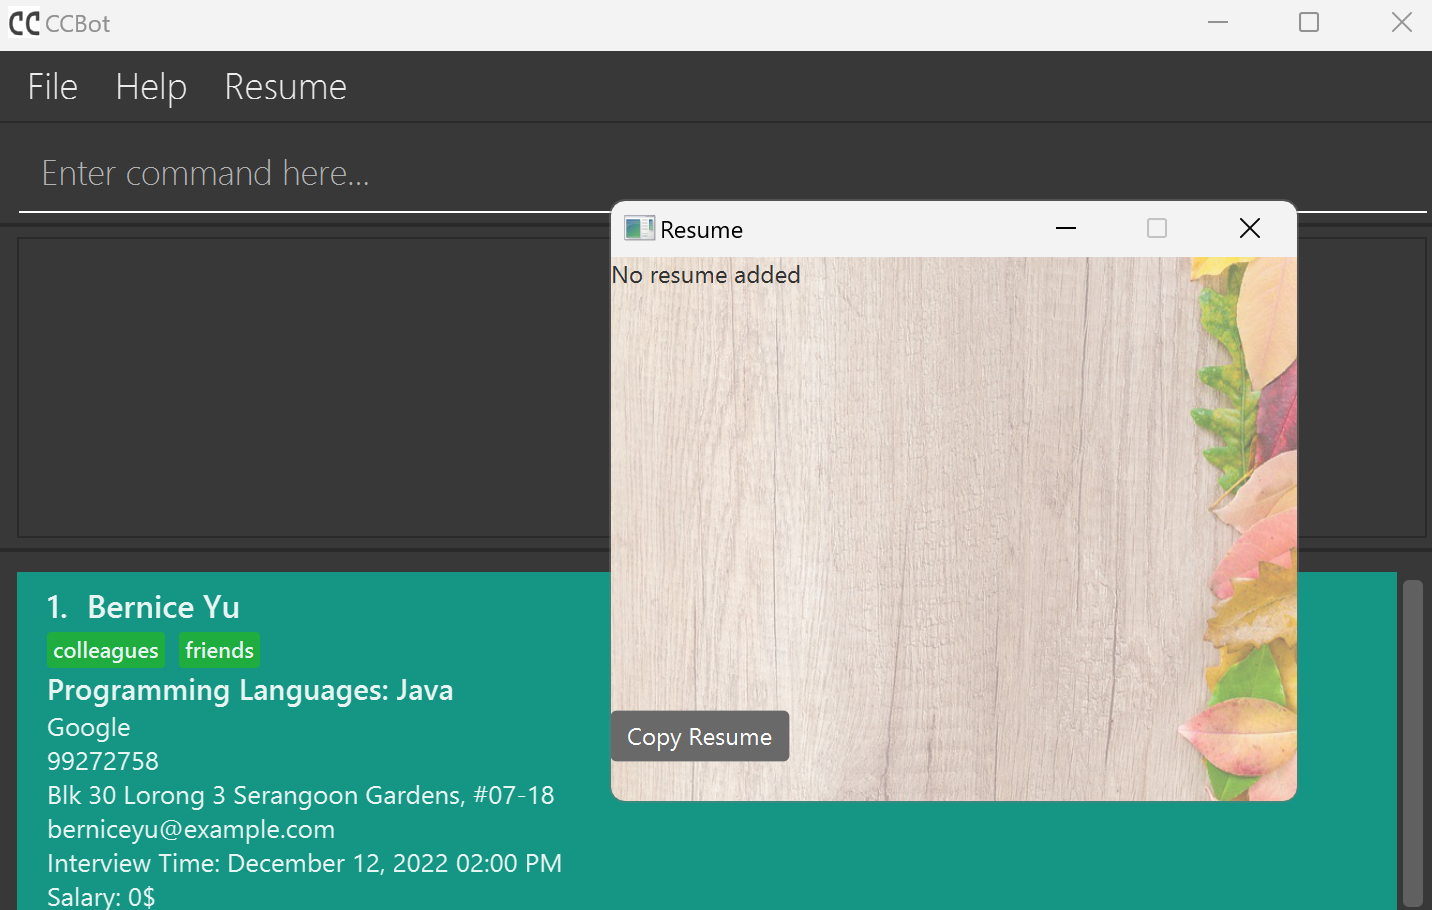 CC CCBot
File Help Resume
Enter command here...
Resume
No resume added
Copy Resume
1. Bernice Yu
colleagues friends
Programming Languages: Java
Google
99272758
Blk 30 Lorong 3 Serangoon Gardens, #07-18
berniceyu@example.com
Interview Time: December 12, 2022 02:00 PM
Salary: 0$